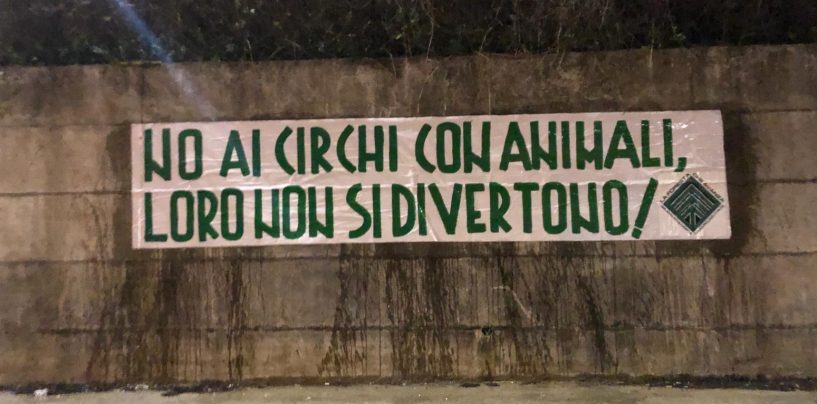 NO AI CIRCHI CON ANIMALI,
LORO NON SI DIVERTONO!